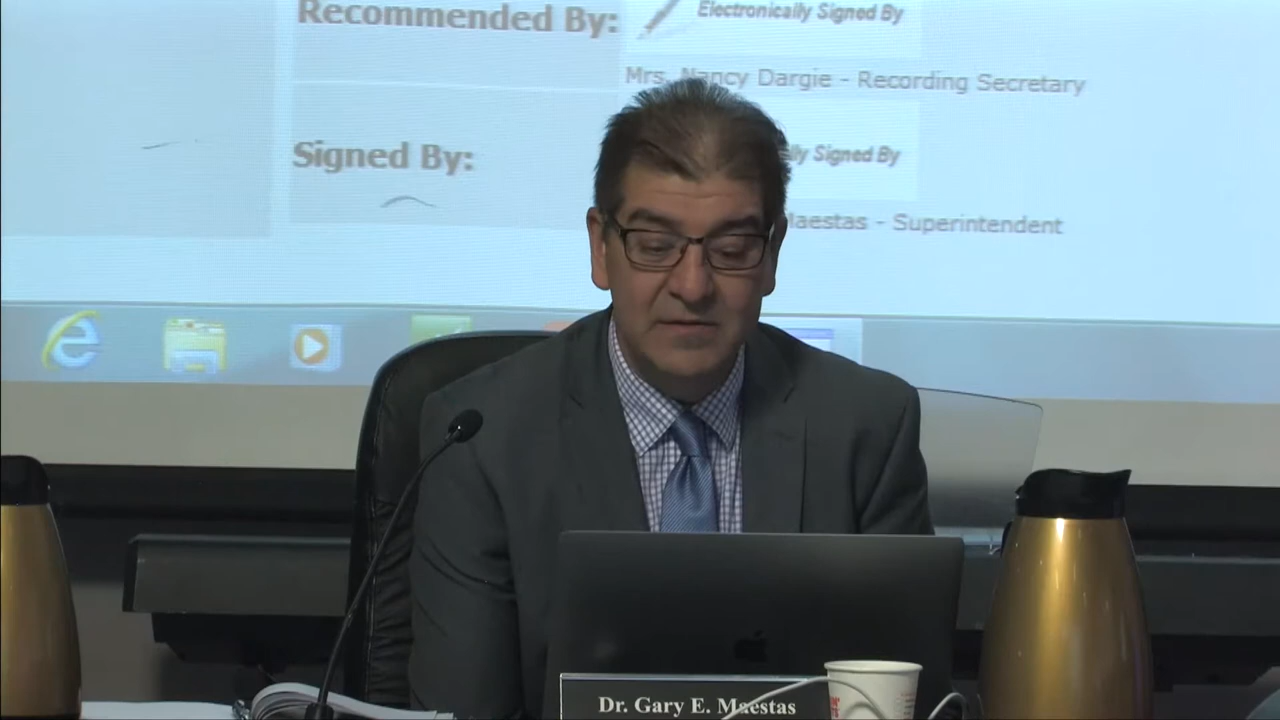 Recommended By:
Electronically Signed By
Mrs. Nancy Dargie - Recording Secretary
Signed By:
Signed By
Maestas - Superintendent
Dr. Gary E. Maestas